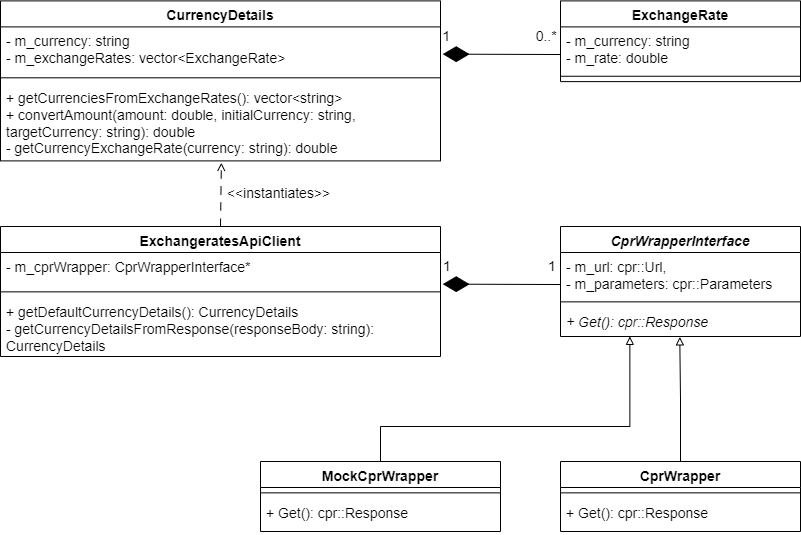 CurrencyDetails
- m_currency: string
- m_exchangeRates: vector<ExchangeRate>
+ getCurrenciesFromExchangeRates(): vector<string>
+ convertAmount(amount: double, initialCurrency: string,
targetCurrency: string): double
- getCurrencyExchangeRate(currency: string): double
1
0..*
ExchangeRate
- m_currency: string
- m_rate: double
<<instantiates>>
ExchangeratesApiClient
- m_cprWrapper: CprWrapperInterface*
+ getDefaultCurrencyDetails(): CurrencyDetails
- getCurrencyDetailsFromResponse(responseBody: string):
CurrencyDetails
1
1
CprWrapperInterface
- m_url: cpr::Url,
- m_parameters: cpr::Parameters
+ Get(): cpr::Response
MockCprWrapper
+ Get(): cpr::Response
CprWrapper
+ Get(): cpr::Response